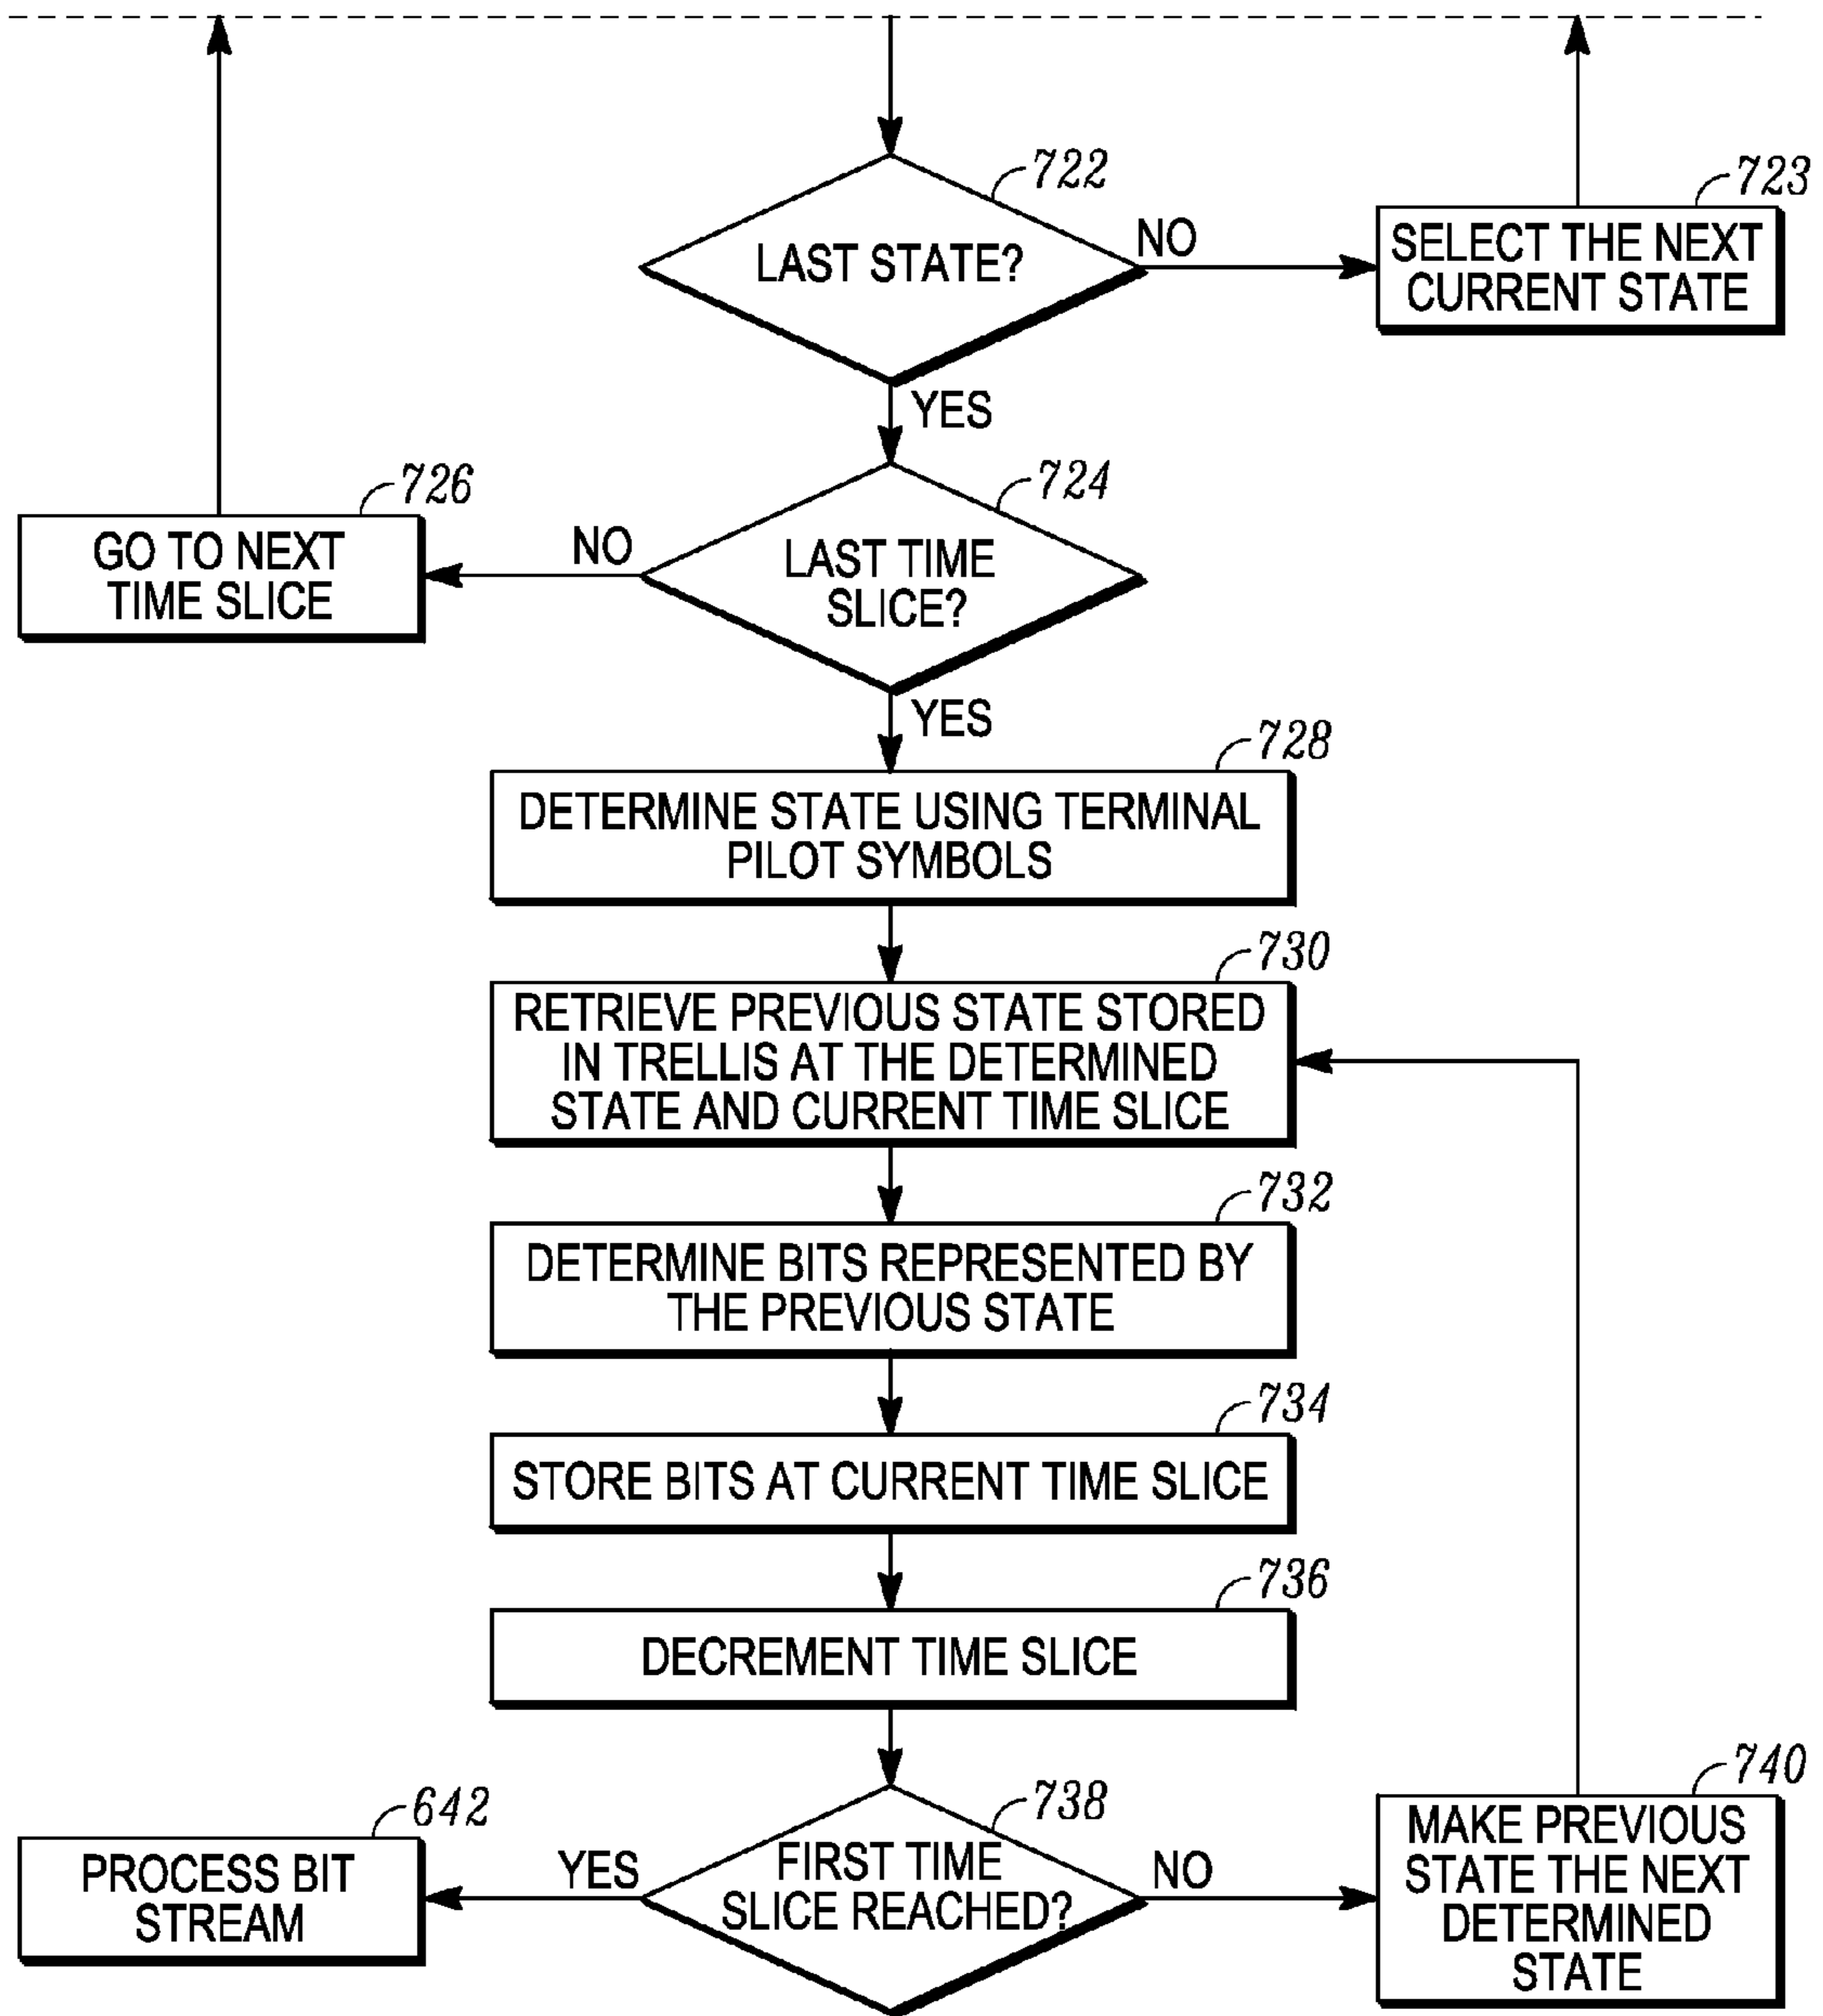 722
LAST STATE?
NO
723
SELECT THE NEXT
CURRENT STATE
YES
724
LAST TIME
SLICE?
NO
726
GO TO NEXT
TIME SLICE
YES
728
DETERMINE STATE USING TERMINAL
PILOT SYMBOLS
730
RETRIEVE PREVIOUS STATE STORED
IN TRELLIS AT THE DETERMINED
STATE AND CURRENT TIME SLICE
732
DETERMINE BITS REPRESENTED BY
THE PREVIOUS STATE
734
STORE BITS AT CURRENT TIME SLICE
736
DECREMENT TIME SLICE
738
FIRST TIME
SLICE REACHED?
YES
642
PROCESS BIT
STREAM
NO
740
MAKE PREVIOUS
STATE THE NEXT
DETERMINED
STATE